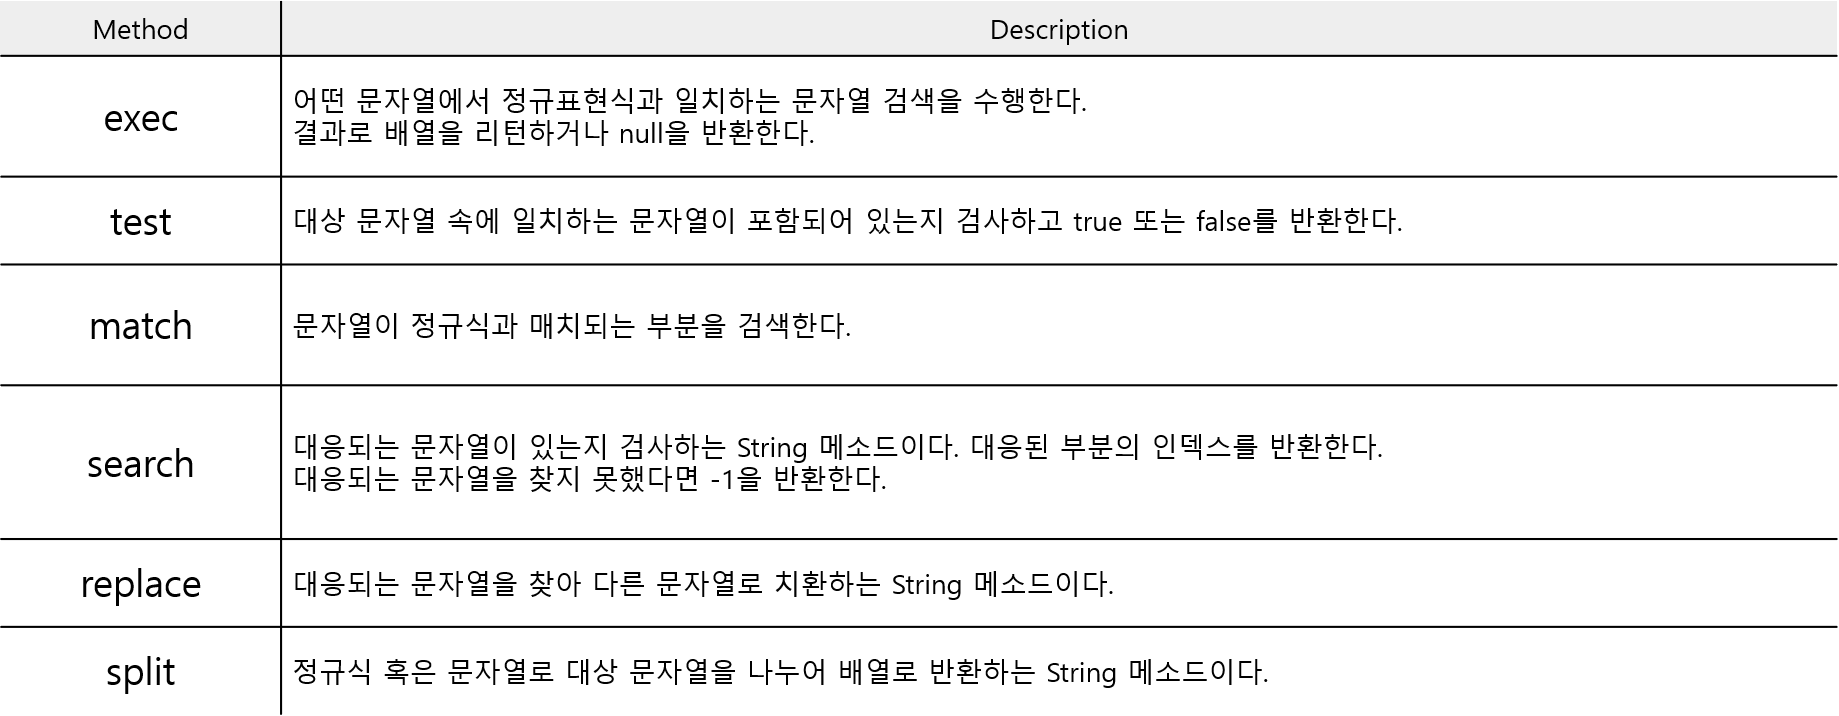 Method
Description
exec
어떤 문자열에서 정규표현식과 일치하는 문자열 검색을 수행한다.
결과로 배열을 리턴하거나 null을 반환한다.
test
대상 문자열 속에 일치하는 문자열이 포함되어 있는지 검사하고 true 또는 false를 반환한다.
match
문자열이 정규식과 매치되는 부분을 검색한다.
search
대응되는 문자열이 있는지 검사하는 String 메소드이다. 대응된 부분의 인덱스를 반환한다.
대응되는 문자열을 찾지 못했다면 -1을 반환한다.
replace
대응되는 문자열을 찾아 다른 문자열로 치환하는 String 메소드이다.
split
정규식 혹은 문자열로 대상 문자열을 나누어 배열로 반환하는 String 메소드이다.